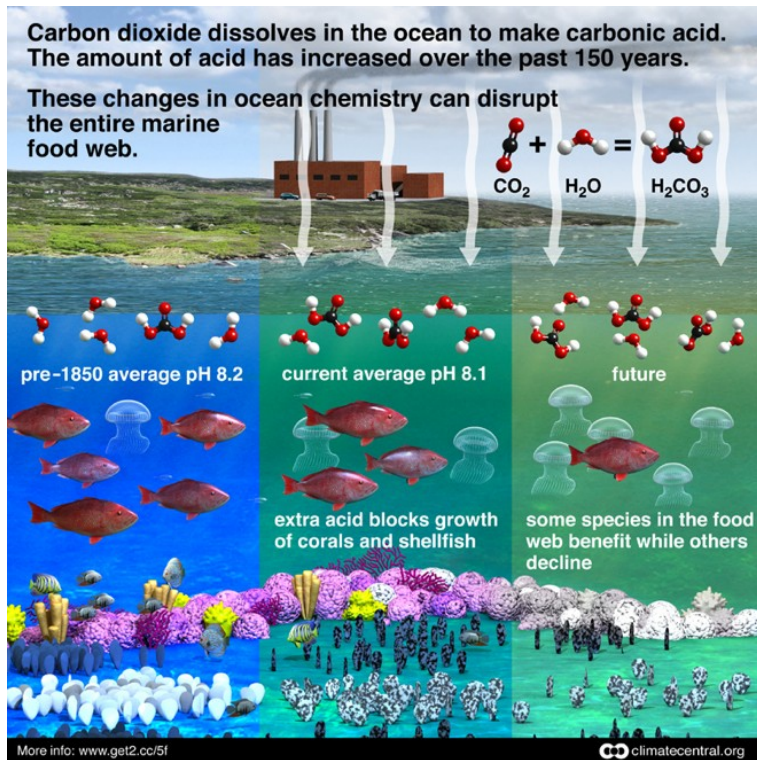 Carbon dioxide dissolves in the ocean to make carbonic acid.
The amount of acid has increased over the past 150 years.
These changes in ocean chemistry can disrupt
the entire marine
food web.
+ =
CO₂ H₂O H₂CO₃
pre-1850 average pH 8.2
current average pH 8.1
future
extra acid blocks growth
of corals and shellfish
some species in the food
web benefit while others
decline
More info: www.get2.cc/5f
climatecentral.org